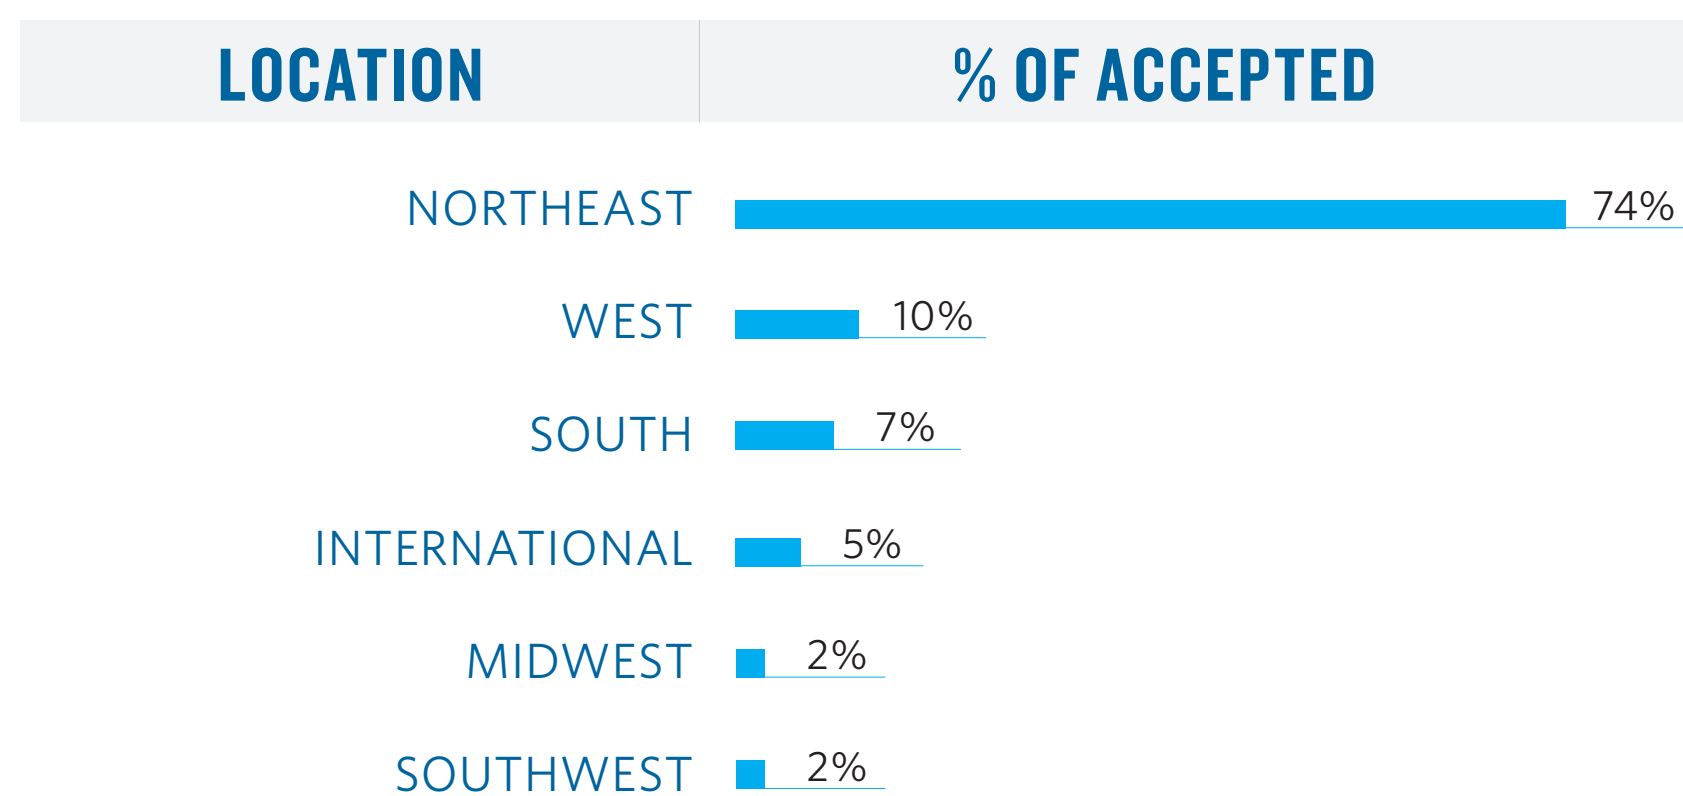 LOCATION % OF ACCEPTED
NORTHEAST 74%
WEST 10%
SOUTH 7%
INTERNATIONAL 5%
MIDWEST 2%
SOUTHWEST 2%